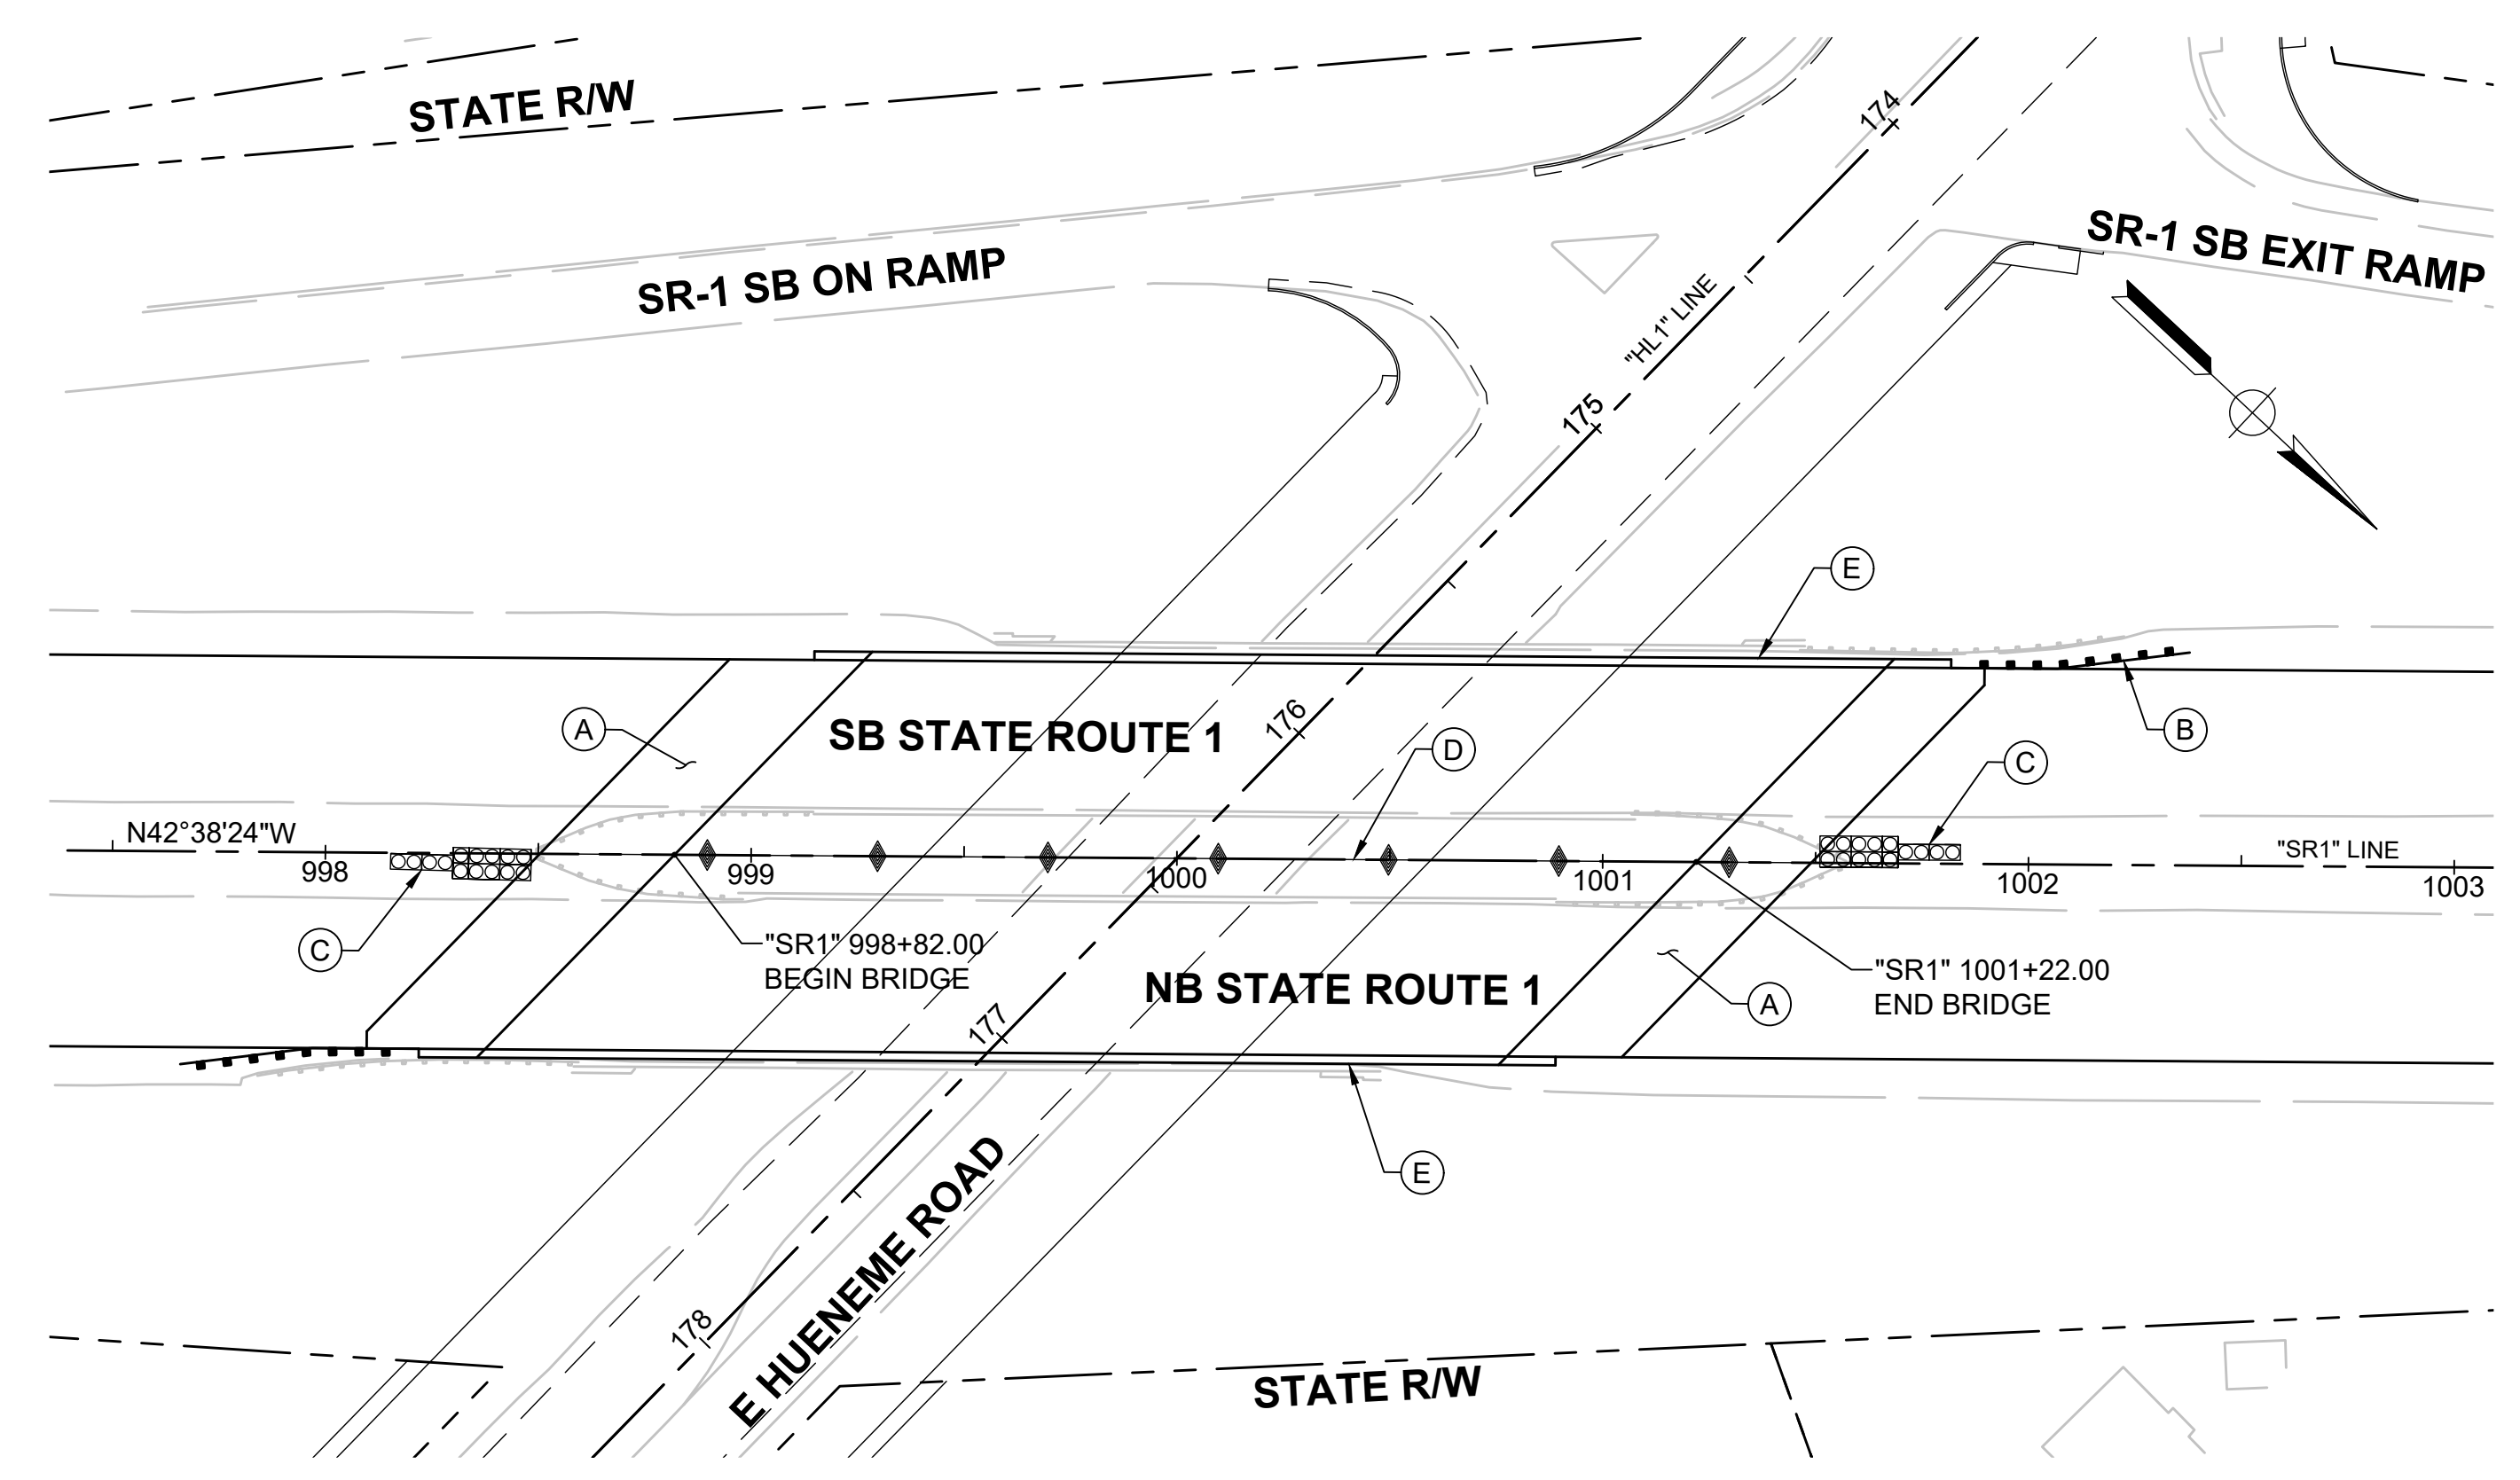 STATE R/W
174
SR-1 SB ON RAMP
SR-1 SB EXIT RAMP
"HL1" LINE
175
E
A
SB STATE ROUTE 1
176
D
B
C
N42°38'24"W
998
999
1000
1001
1002
"SR1" LINE
1003
C
"SR1" 998+82.00
BEGIN BRIDGE
NB STATE ROUTE 1
A
"SR1" 1001+22.00
END BRIDGE
177
E
E HUENEME ROAD
178
STATE R/W